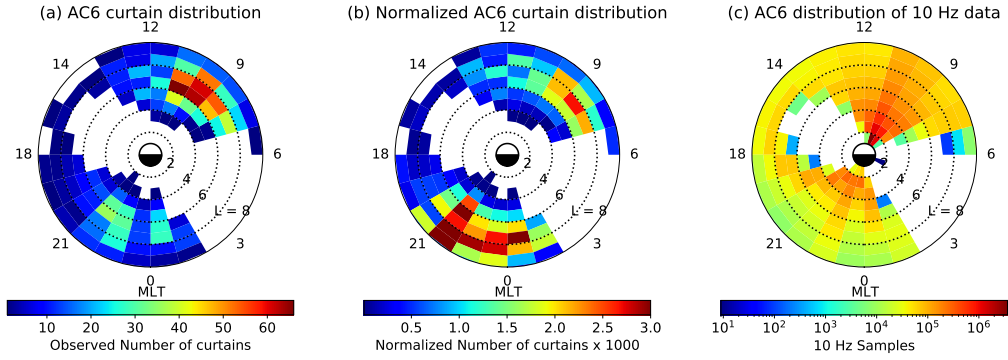 (a) AC6 curtain distribution
12
14
9
18
6
21
3
0
2
4
6
L = 8
MLT
10 20 30 40 50 60
Observed Number of curtains
(b) Normalized AC6 curtain distribution
12
14
9
18
6
21
3
0
2
4
6
L = 8
MLT
0.5 1.0 1.5 2.0 2.5 3.0
Normalized Number of curtains x 1000
(c) AC6 distribution of 10 Hz data
12
14
9
18
6
21
3
0
2
4
6
L = 8
MLT
10¹ 10² 10³ 10⁴ 10⁵ 10⁶
10 Hz Samples